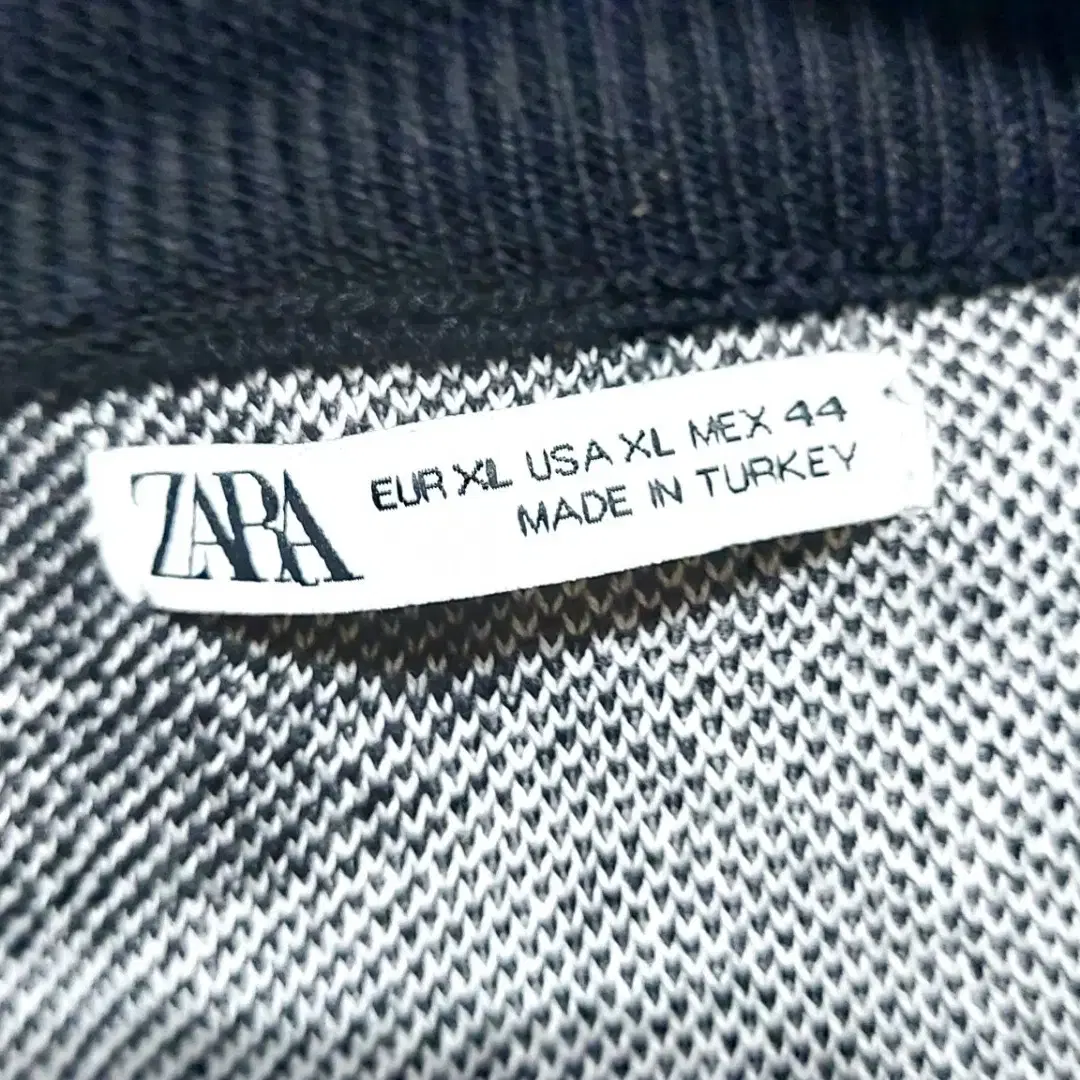 ZARA
EUR XL USA XL MEX 44
MADE IN TURKEY